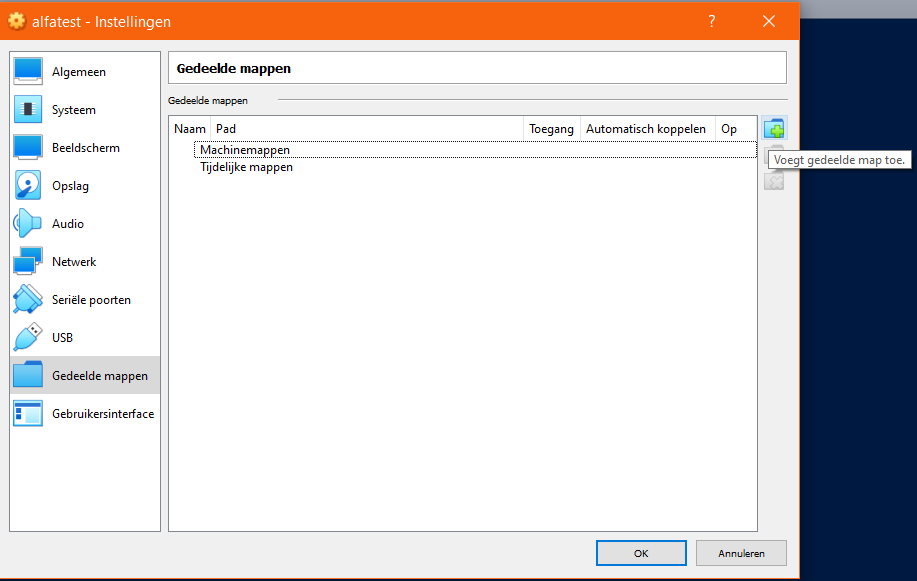 alfatest - Instellingen
?
Algemeen
Systeem
Beeldscherm
Opslag
Audio
Netwerk
Seriële poorten
USB
Gedeelde mappen
Gebruikersinterface
Gedeelde mappen
Gedeelde mappen
Naam Pad Toegang Automatisch koppelen Op
Machinemappen
Tijdelijke mappen
Voegt gedeelde map toe.
OK Annuleren